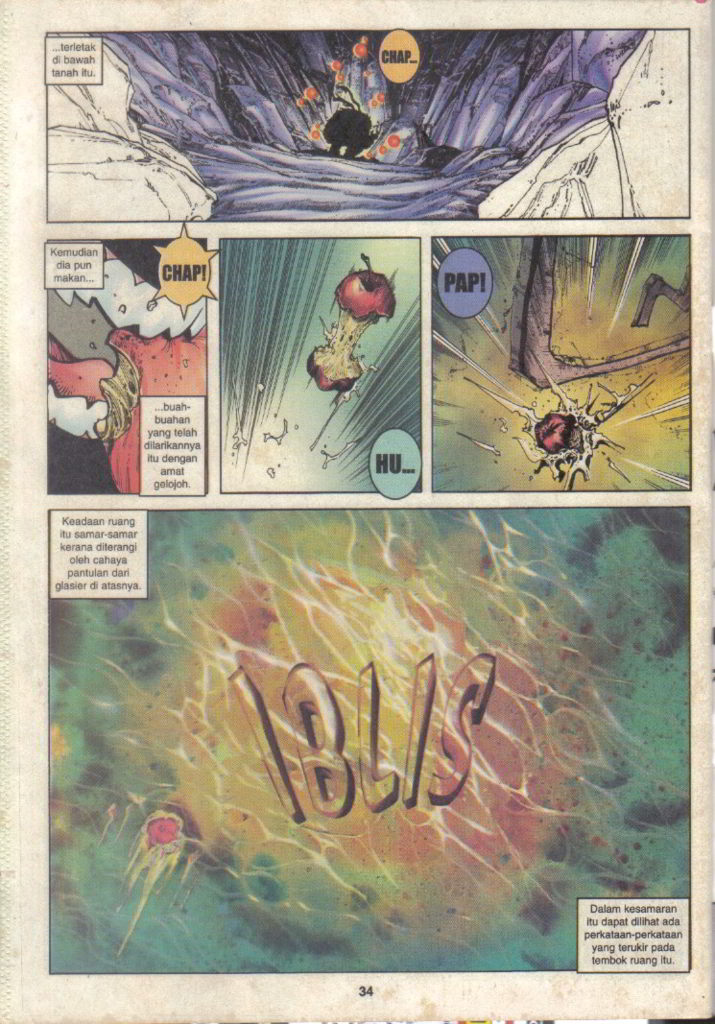 ...terletak
di bawah
tanah itu.
CHAP...
Kemudian
dia pun
makan...
CHAP!
...buah-
buahan
yang telah
dilarikannya
itu dengan
amat
gelojoh.
HU...
PAP!
Keadaan ruang
itu samar-samar
kerana diterangi
oleh cahaya
pantulan dari
glasier di atasnya.
IBLIS
Dalam kesamaran
itu dapat dilihat ada
perkataan-perkataan
yang terukir pada
tembok ruang itu.
34